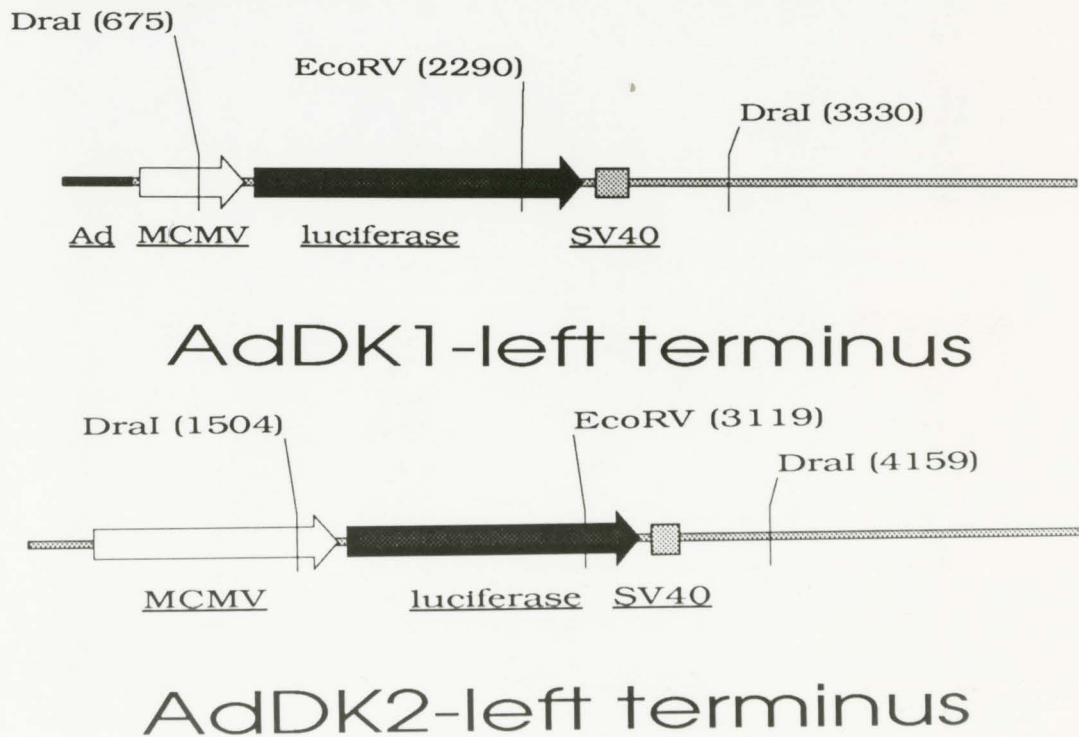 DraI (675)
EcoRV (2290)
DraI (3330)
Ad MCMV luciferase SV40
AdDK1-left terminus
DraI (1504)
EcoRV (3119)
DraI (4159)
MCMV luciferase SV40
AdDK2-left terminus